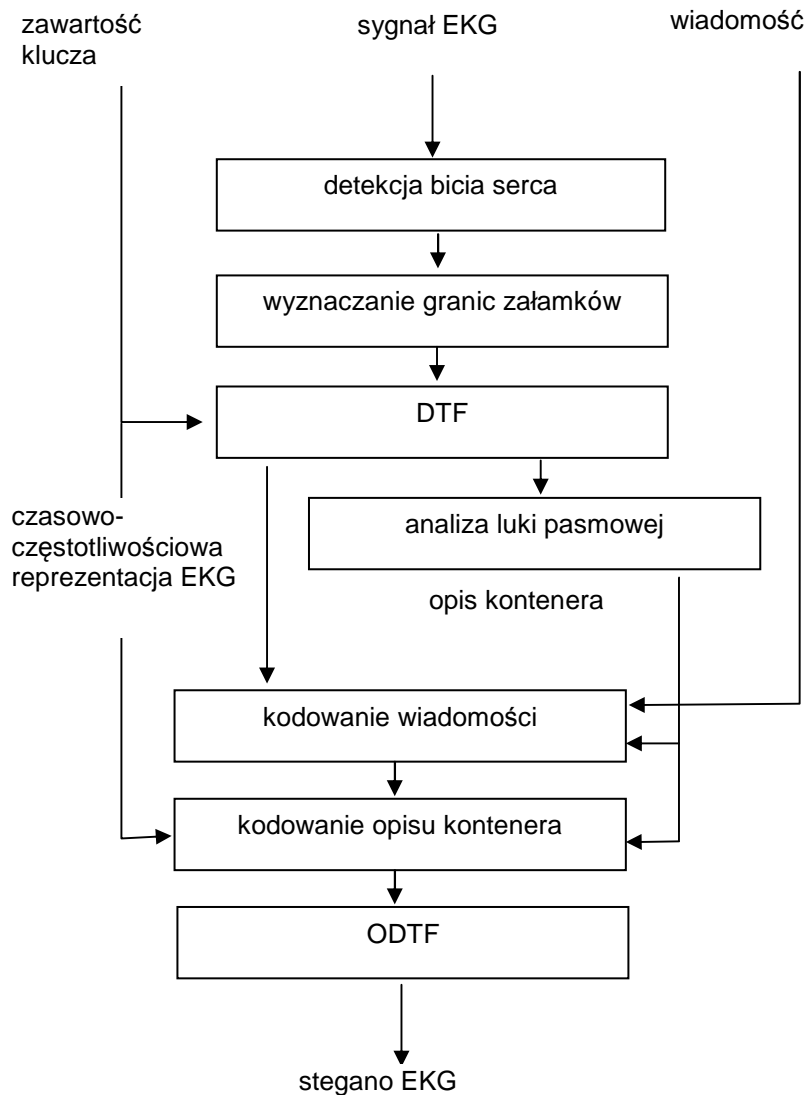 zawartość
klucza
sygnał EKG
wiadomość
detekcja bicia serca
wyznaczanie granic załamków
DTF
analiza luki pasmowej
czasowo-
częstotliwościowa
reprezentacja EKG
opis kontenera
kodowanie wiadomości
kodowanie opisu kontenera
ODTF
stegano EKG